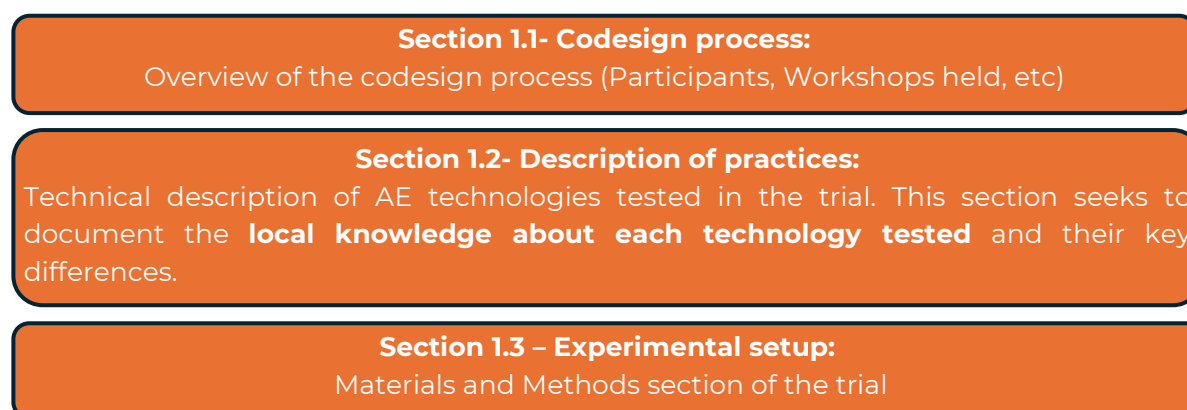 Section 1.1- Codesign process:
Overview of the codesign process (Participants, Workshops held, etc)
Section 1.2- Description of practices:
Technical description of AE technologies tested in the trial. This section seeks to
document the local knowledge about each technology tested and their key
differences.
Section 1.3 – Experimental setup:
Materials and Methods section of the trial